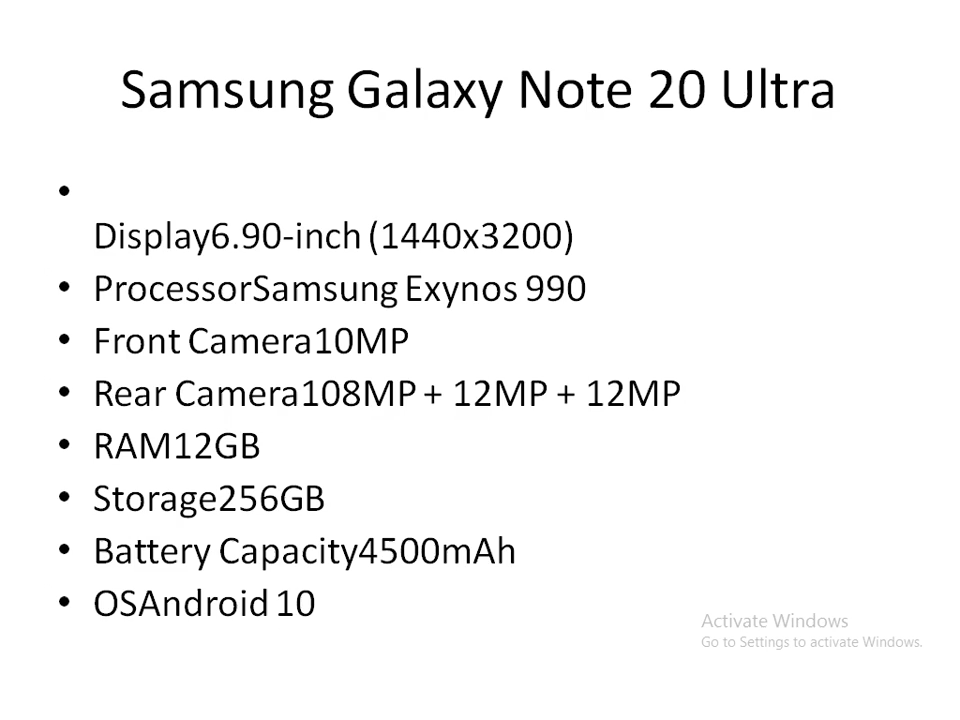 Samsung Galaxy Note 20 Ultra
•
Display6.90-inch (1440x3200)
• ProcessorSamsung Exynos 990
• Front Camera10MP
• Rear Camera108MP + 12MP + 12MP
• RAM12GB
• Storage256GB
• Battery Capacity4500mAh
• OSAndroid 10
Activate Windows
Go to Settings to activate Windows.